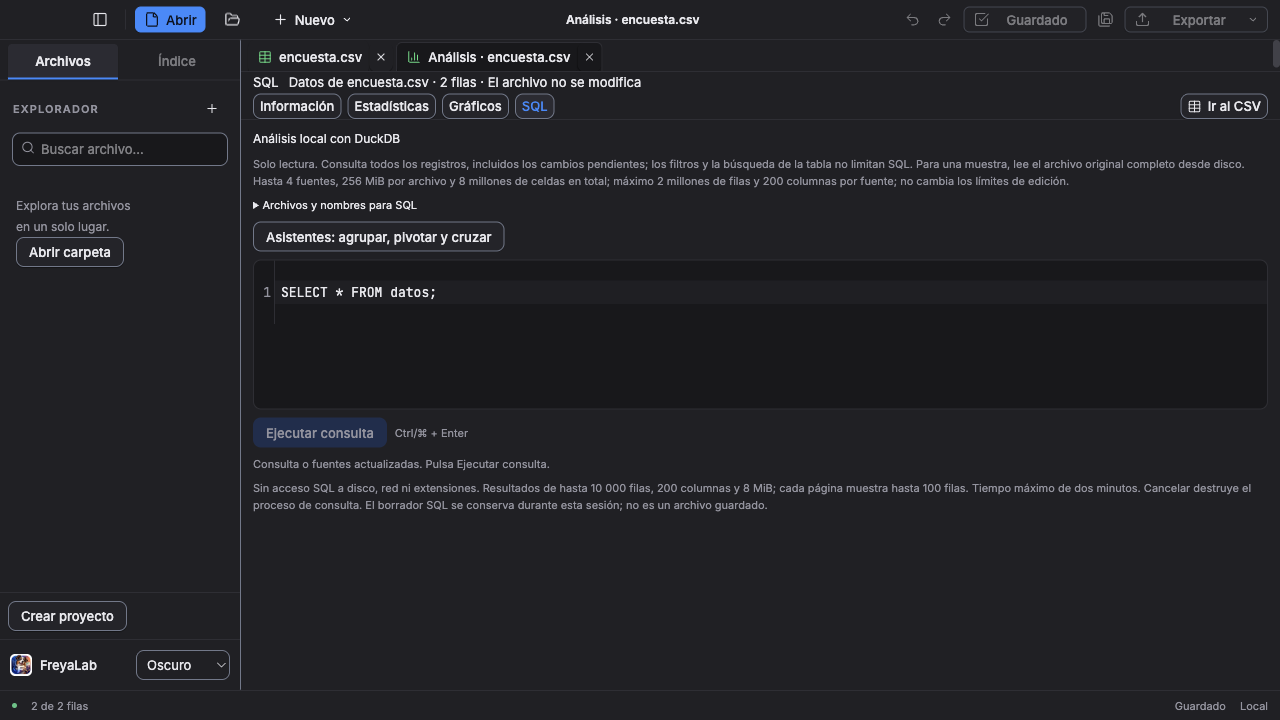 Abrir
Nuevo
Análisis · encuesta.csv
Guardado
Exportar
Archivos
Índice
encuesta.csv
Análisis · encuesta.csv
SQL Datos de encuesta.csv · 2 filas · El archivo no se modifica
Información
Estadísticas
Gráficos
SQL
Ir al CSV
EXPLORADOR
Buscar archivo...
Explora tus archivos
en un solo lugar.
Abrir carpeta
Análisis local con DuckDB
Solo lectura. Consulta todos los registros, incluidos los cambios pendientes; los filtros y la búsqueda de la tabla no limitan SQL. Para una muestra, lee el archivo original completo desde disco.
Hasta 4 fuentes, 256 MiB por archivo y 8 millones de celdas en total; máximo 2 millones de filas y 200 columnas por fuente; no cambia los límites de edición.
Archivos y nombres para SQL
Asistentes: agrupar, pivotar y cruzar
1 SELECT * FROM datos;
Ejecutar consulta
Ctrl/⌘ + Enter
Consulta o fuentes actualizadas. Pulsa Ejecutar consulta.
Sin acceso SQL a disco, red ni extensiones. Resultados de hasta 10 000 filas, 200 columnas y 8 MiB; cada página muestra hasta 100 filas. Tiempo máximo de dos minutos. Cancelar destruye el
proceso de consulta. El borrador SQL se conserva durante esta sesión; no es un archivo guardado.
Crear proyecto
FreyaLab
Oscuro
2 de 2 filas
Guardado
Local